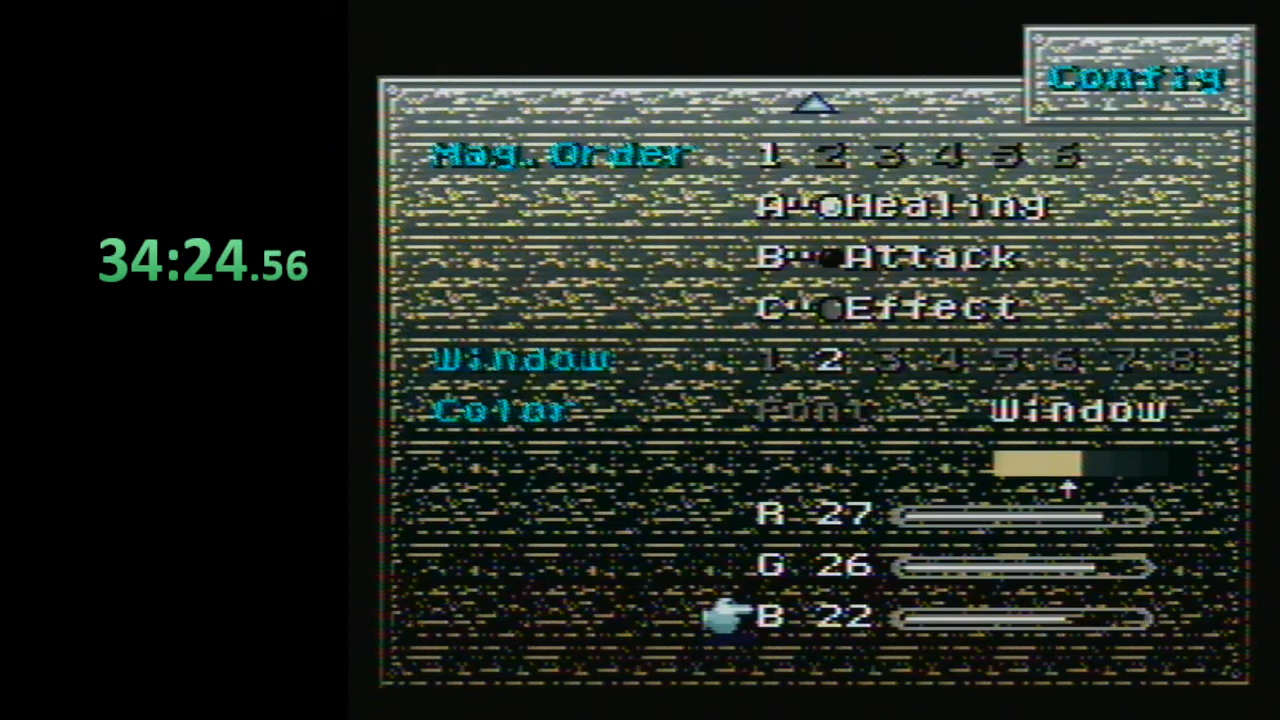 Config
34:24.56
Mag.Order 1 2 3 4 5 6
A Healing
B Attack
C Effect
Window 1 2 3 4 5 6 7 8
Color Font Window
R 27
G 26
B 22